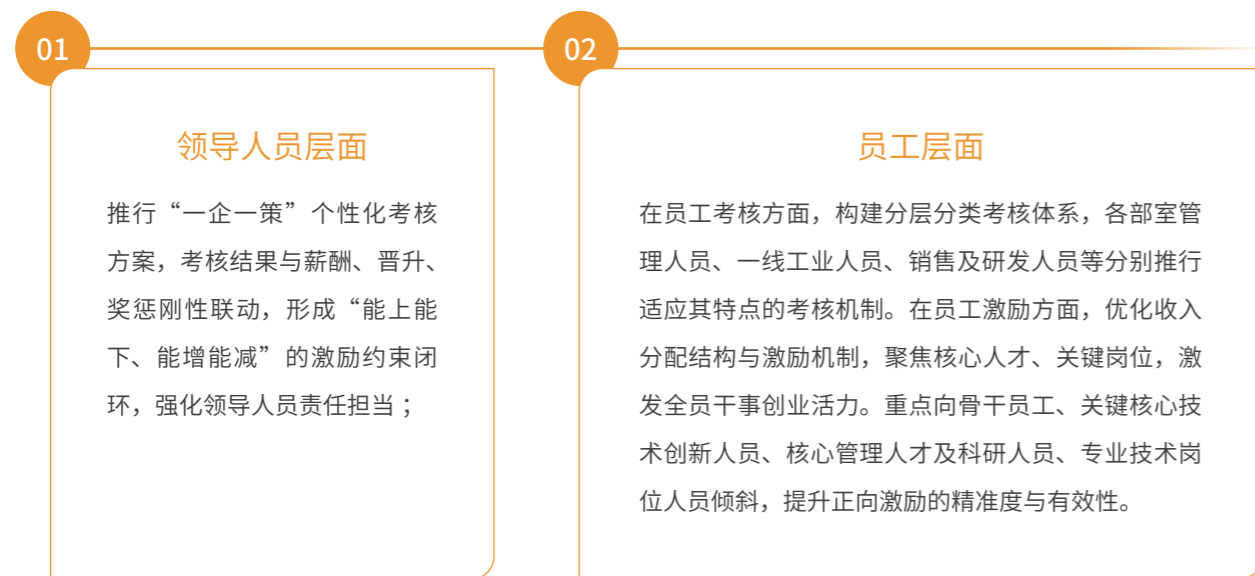 01
领导人员层面
推行“一企一策”个性化考核
方案，考核结果与薪酬、晋升、
奖惩刚性联动，形成“能上能
下、能增能减”的激励约束闭
环，强化领导人员责任担当；
02
员工层面
在员工考核方面，构建分层分类考核体系，各部室管
理人员、一线工业人员、销售及研发人员等分别推行
适应其特点的考核机制。在员工激励方面，优化收入
分配结构与激励机制，聚焦核心人才、关键岗位，激
发全员干事创业活力。重点向骨干员工、关键核心技
术创新人员、核心管理人才及科研人员、专业技术岗
位人员倾斜，提升正向激励的精准度与有效性。